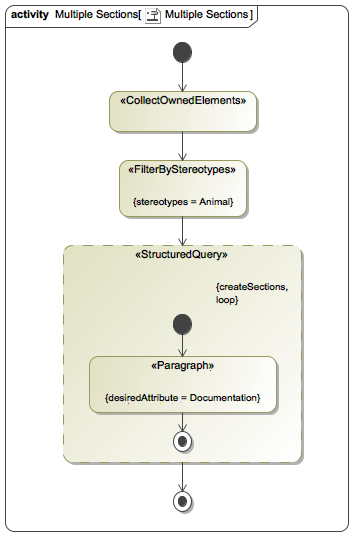 activity Multiple Sections[ Multiple Sections ]
«CollectOwnedElements»
«FilterByStereotypes»
{stereotypes = Animal}
«StructuredQuery»
{createSections,
loop}
«Paragraph»
{desiredAttribute = Documentation}